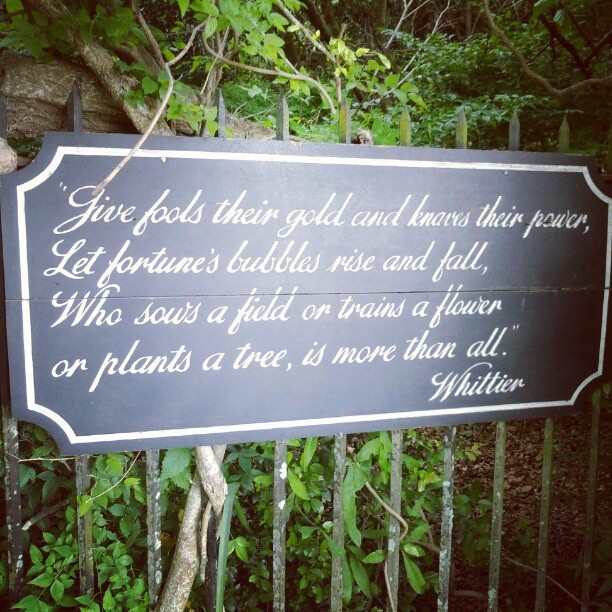 "Give fools their gold and knaves their power,
Let fortune's bubbles rise and fall,
Who sows a field or trains a flower
or plants a tree, is more than all."
Whittier